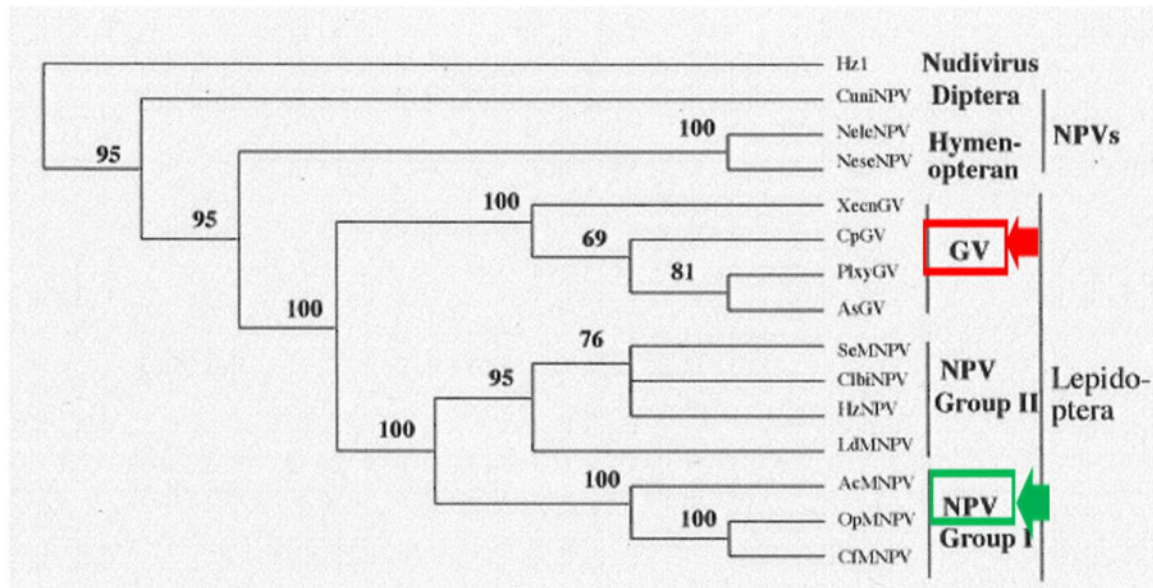 Hz1 Nudivirus
95
CuniNPV Diptera
NPVs
100
NeleNPV Hymen-
NeseNPV opteran
95
100
XecnGV
69
CpGV
GV
81
PlxyGV
AsGV
100
76
SeMNPV
95
ClbiNPV
NPV
Group II
HzNPV
LdMNPV
Lepido-
ptera
100
100
AcMNPV
100
OpMNPV
CfMNPV
NPV
Group I